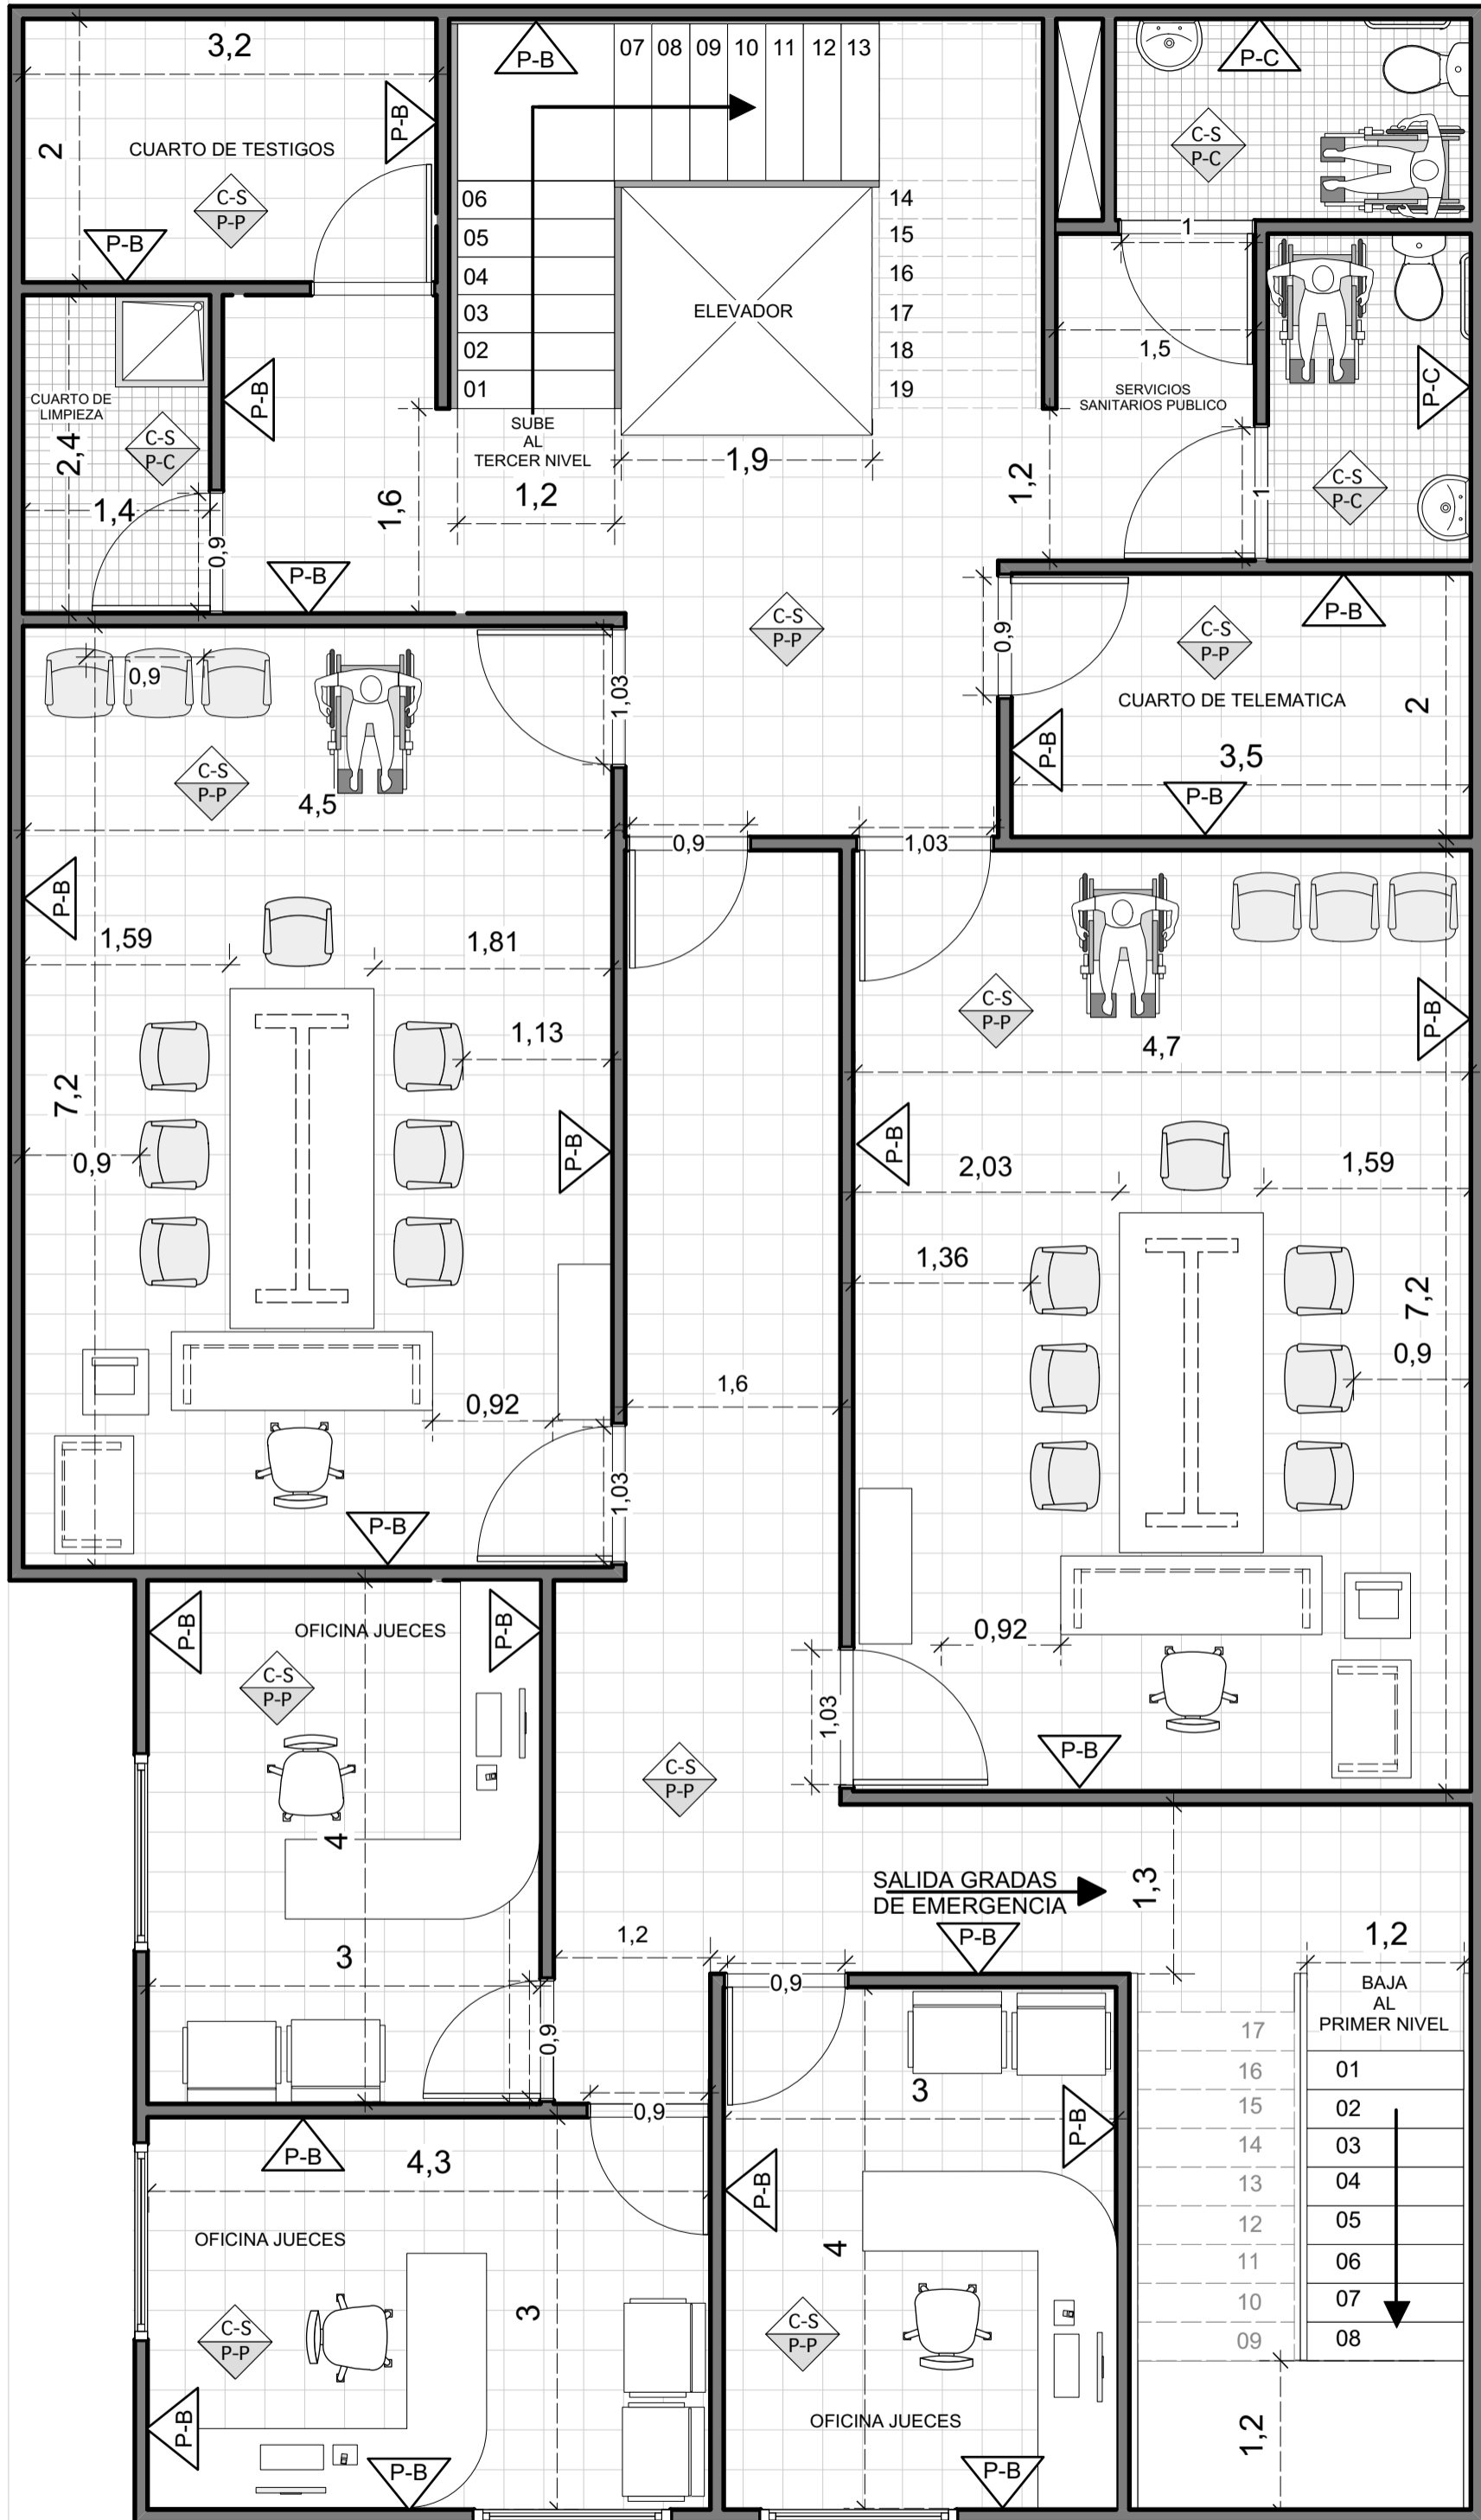 3,2
2
CUARTO DE TESTIGOS
P-B
C-S
P-P
P-B
P-B
07 08 09 10 11 12 13
06
05
04
03
02
01
ELEVADOR
14
15
16
17
18
19
SUBE
AL
TERCER NIVEL
1,2
1,9
P-C
C-S
P-C
1
1,5
SERVICIOS
SANITARIOS PUBLICO
P-C
C-S
P-C
1
1,2
CUARTO DE
LIMPIEZA
2,4
C-S
P-C
1,4
0,9
P-B
P-B
1,6
C-S
P-P
0,9
C-S
P-P
P-B
CUARTO DE TELEMATICA
P-B
3,5
2
P-B
0,9
1,03
C-S
P-P
4,5
P-B
1,59
1,81
1,13
7,2
0,9
P-B
0,92
1,03
P-B
0,9
1,03
1,6
C-S
P-P
4,7
P-B
P-B
2,03
1,59
1,36
7,2
0,9
0,92
1,03
P-B
P-B
OFICINA JUECES
P-B
C-S
P-P
4
3
0,9
C-S
P-P
SALIDA GRADAS
DE EMERGENCIA
1,3
1,2
P-B
0,9
1,2
BAJA
AL
PRIMER NIVEL
17
16 01
15 02
14 03
13 04
12 05
11 06
10 07
09 08
1,2
0,9
P-B
4,3
OFICINA JUECES
3
C-S
P-P
P-B
P-B
3
P-B
P-B
4
C-S
P-P
OFICINA JUECES
P-B